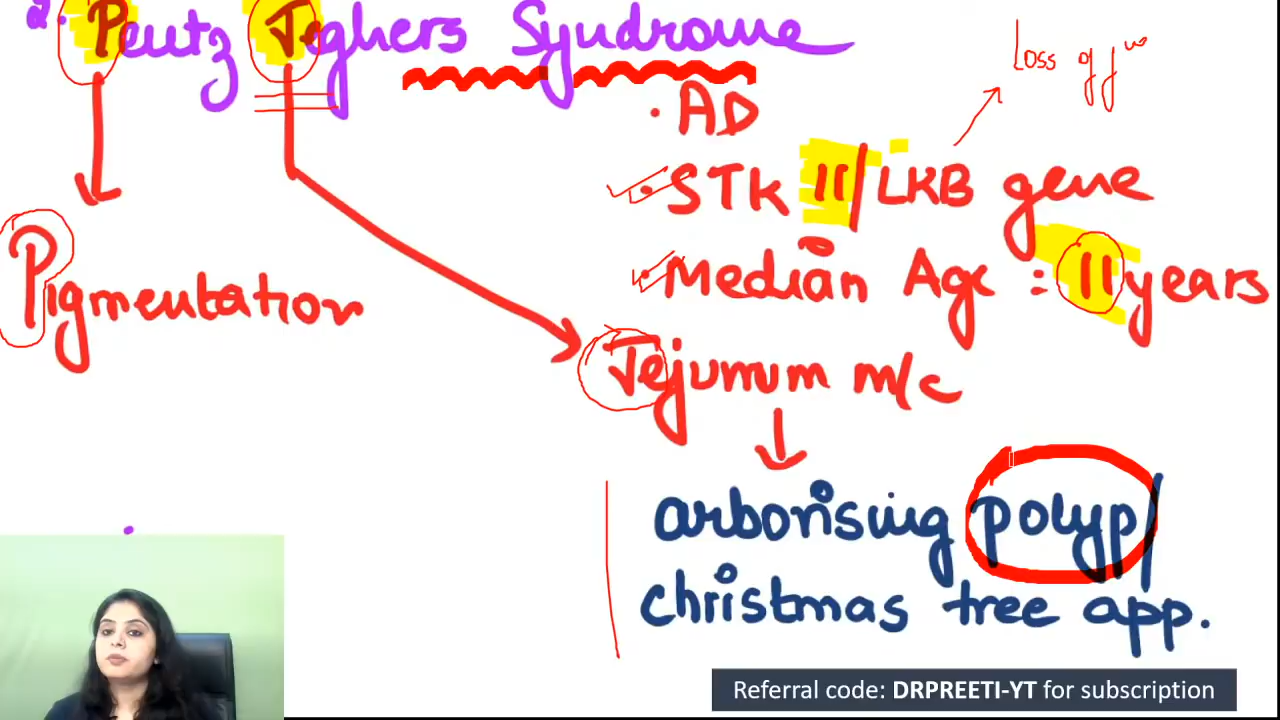 2. Peutz Jeghers Syndrome
Loss of f^n
• AD
• STK 11/LKB gene
• Median Age = 11 years
Pigmentation
Jejunum m/c
arborising polyp/
christmas tree app.
Referral code: DRPREETI-YT for subscription